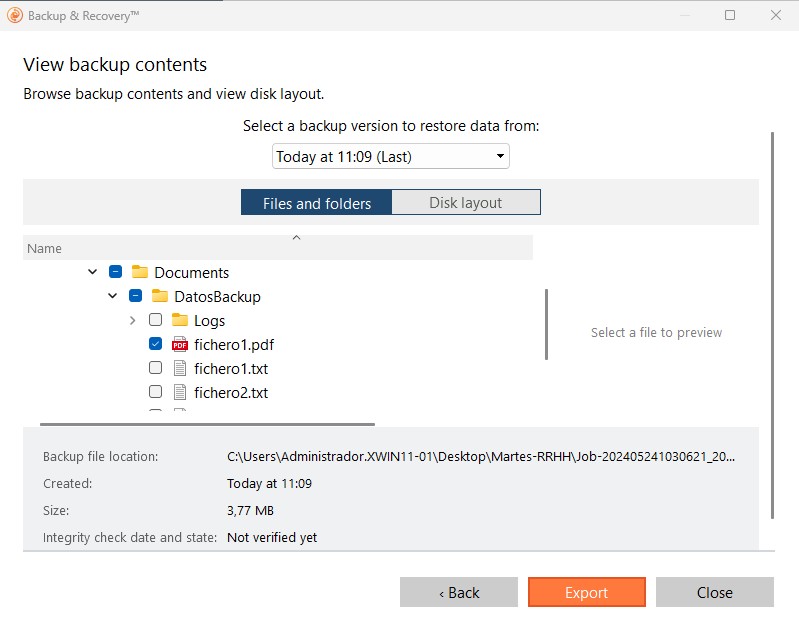 Backup & Recovery™
View backup contents
Browse backup contents and view disk layout.
Select a backup version to restore data from:
Today at 11:09 (Last)
Files and folders
Disk layout
Name
Documents
DatosBackup
Logs
PDF fichero1.pdf
fichero1.txt
fichero2.txt
Select a file to preview
Backup file location: C:\Users\Administrador.XWIN11-01\Desktop\Martes-RRHH\Job-202405241030621_20...
Created: Today at 11:09
Size: 3,77 MB
Integrity check date and state: Not verified yet
‹ Back
Export
Close